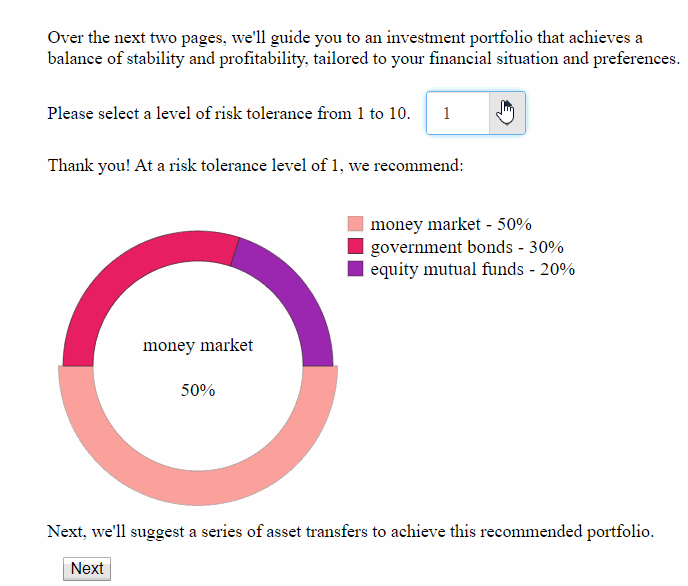 Over the next two pages, we'll guide you to an investment portfolio that achieves a
balance of stability and profitability, tailored to your financial situation and preferences.
Please select a level of risk tolerance from 1 to 10. 1
Thank you! At a risk tolerance level of 1, we recommend:
money market - 50%
government bonds - 30%
equity mutual funds - 20%
money market
50%
Next, we'll suggest a series of asset transfers to achieve this recommended portfolio.
Next